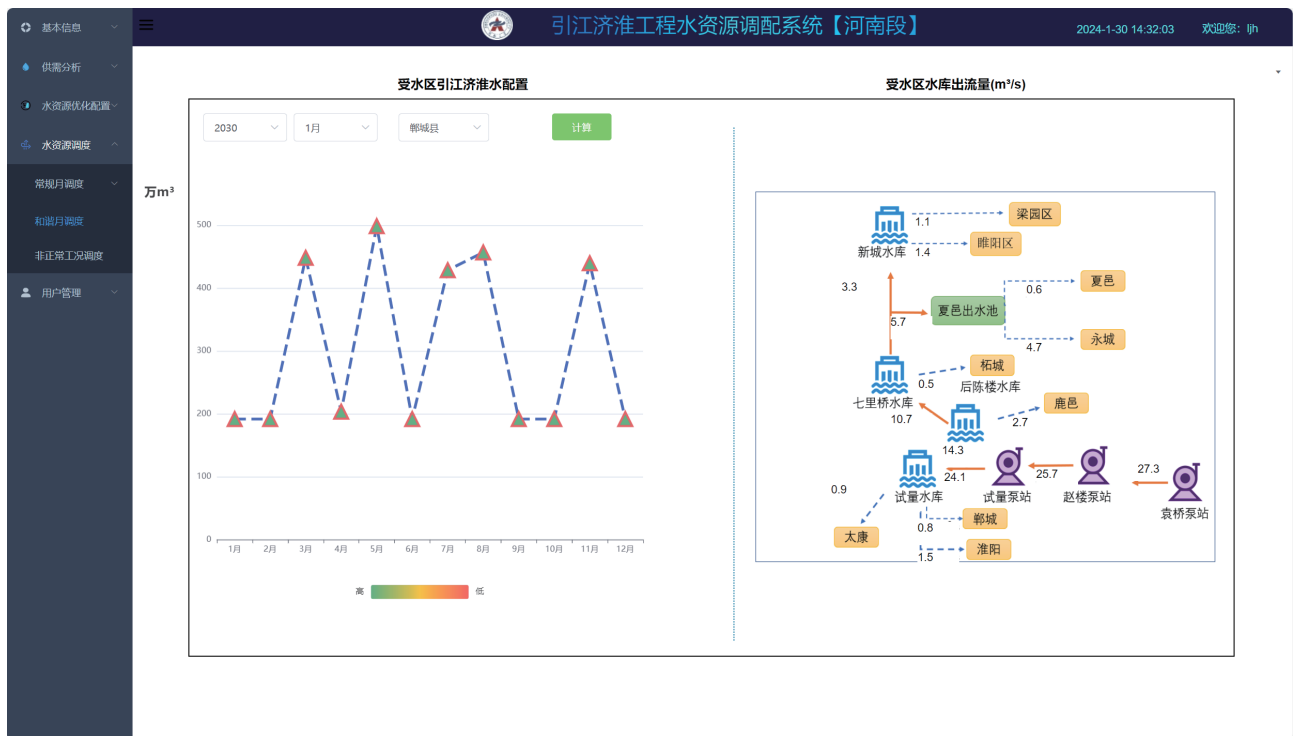 引江济淮工程水资源调配系统【河南段】
2024-1-30 14:32:03
欢迎您: ljh
基本信息
供需分析
水资源优化配置
水资源调度
常规月调度
和谐月调度
非正常工况调度
用户管理
受水区引江济淮水配置
2030
1月
郸城县
计算
万m³
500
400
300
200
100
0
1月
2月
3月
4月
5月
6月
7月
8月
9月
10月
11月
12月
高
低
受水区水库出流量(m³/s)
1.1
梁园区
新城水库
1.4
睢阳区
3.3
5.7
夏邑出水池
0.6
夏邑
4.7
永城
七里桥水库
0.5
柘城
后陈楼水库
10.7
2.7
鹿邑
14.3
试量水库
24.1
试量泵站
25.7
赵楼泵站
27.3
袁桥泵站
0.9
太康
0.8
郸城
1.5
淮阳